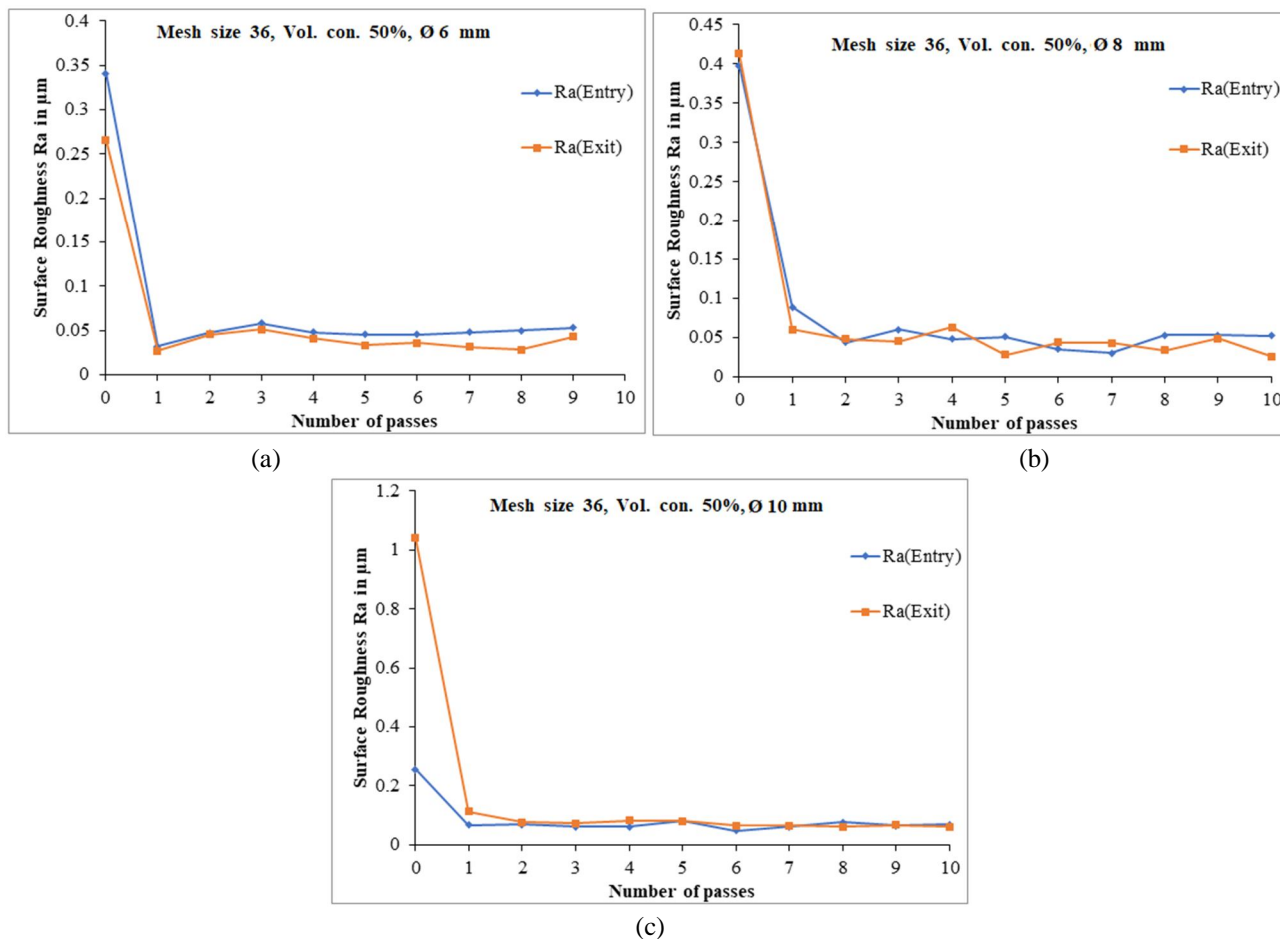 Mesh size 36, Vol. con. 50%, Ø 6 mm
Surface Roughness Ra in µm
0.4
0.35
0.3
0.25
0.2
0.15
0.1
0.05
0
Ra(Entry)
Ra(Exit)
0 1 2 3 4 5 6 7 8 9 10
Number of passes
(a)
Mesh size 36, Vol. con. 50%, Ø 8 mm
Surface Roughness Ra in µm
0.45
0.4
0.35
0.3
0.25
0.2
0.15
0.1
0.05
0
Ra(Entry)
Ra(Exit)
0 1 2 3 4 5 6 7 8 9 10
Number of passes
(b)
Mesh size 36, Vol. con. 50%, Ø 10 mm
Surface Roughness Ra in µm
1.2
1
0.8
0.6
0.4
0.2
0
Ra(Entry)
Ra(Exit)
0 1 2 3 4 5 6 7 8 9 10
Number of passes
(c)